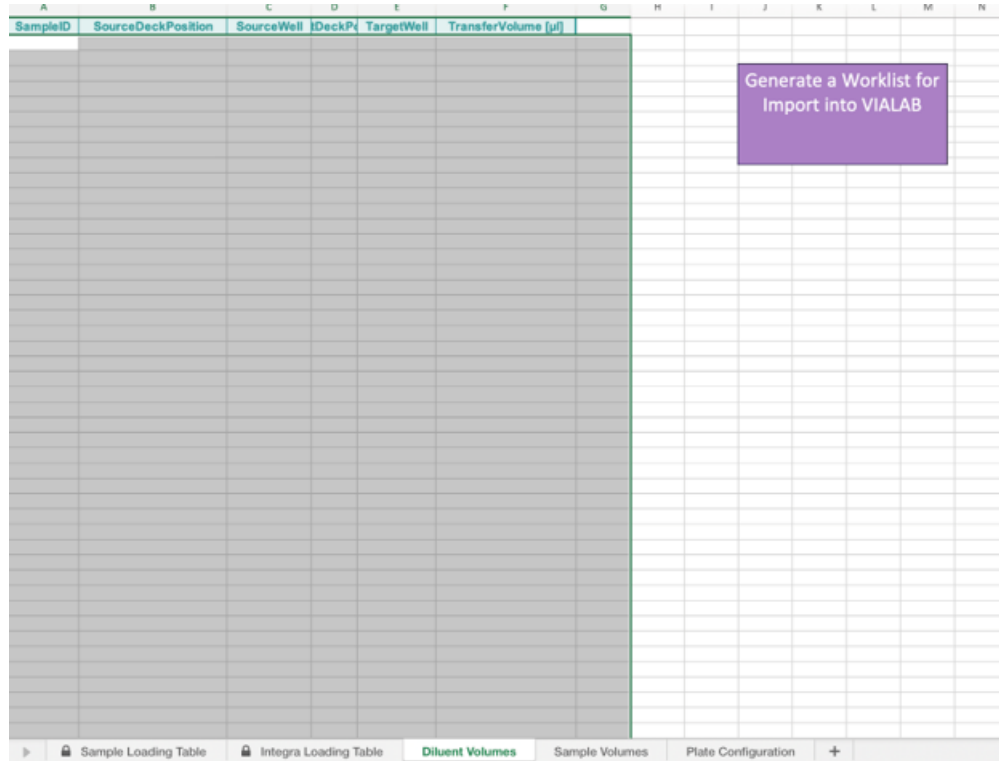 A B C D E F G H I J K L M N
SampleID SourceDeckPosition SourceWell tDeckPo TargetWell TransferVolume [µl]
Generate a Worklist for
Import into VIALAB
Sample Loading Table Integra Loading Table Diluent Volumes Sample Volumes Plate Configuration +